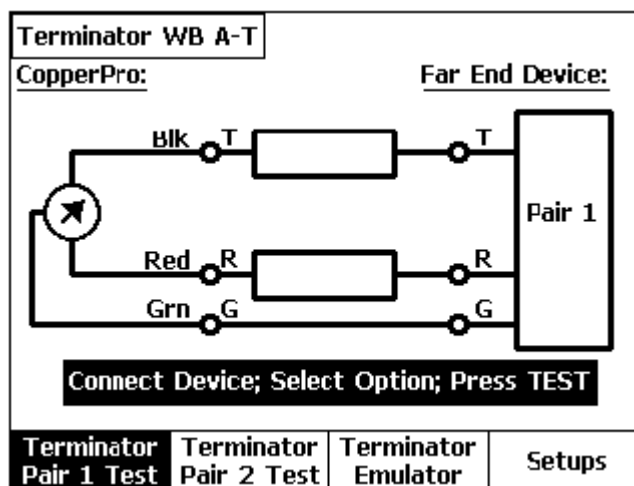 Terminator WB A-T
CopperPro: Far End Device:
Blk T T
Pair 1
Red R R
Grn G G
Connect Device; Select Option; Press TEST
Terminator Pair 1 Test
Terminator Pair 2 Test
Terminator Emulator
Setups